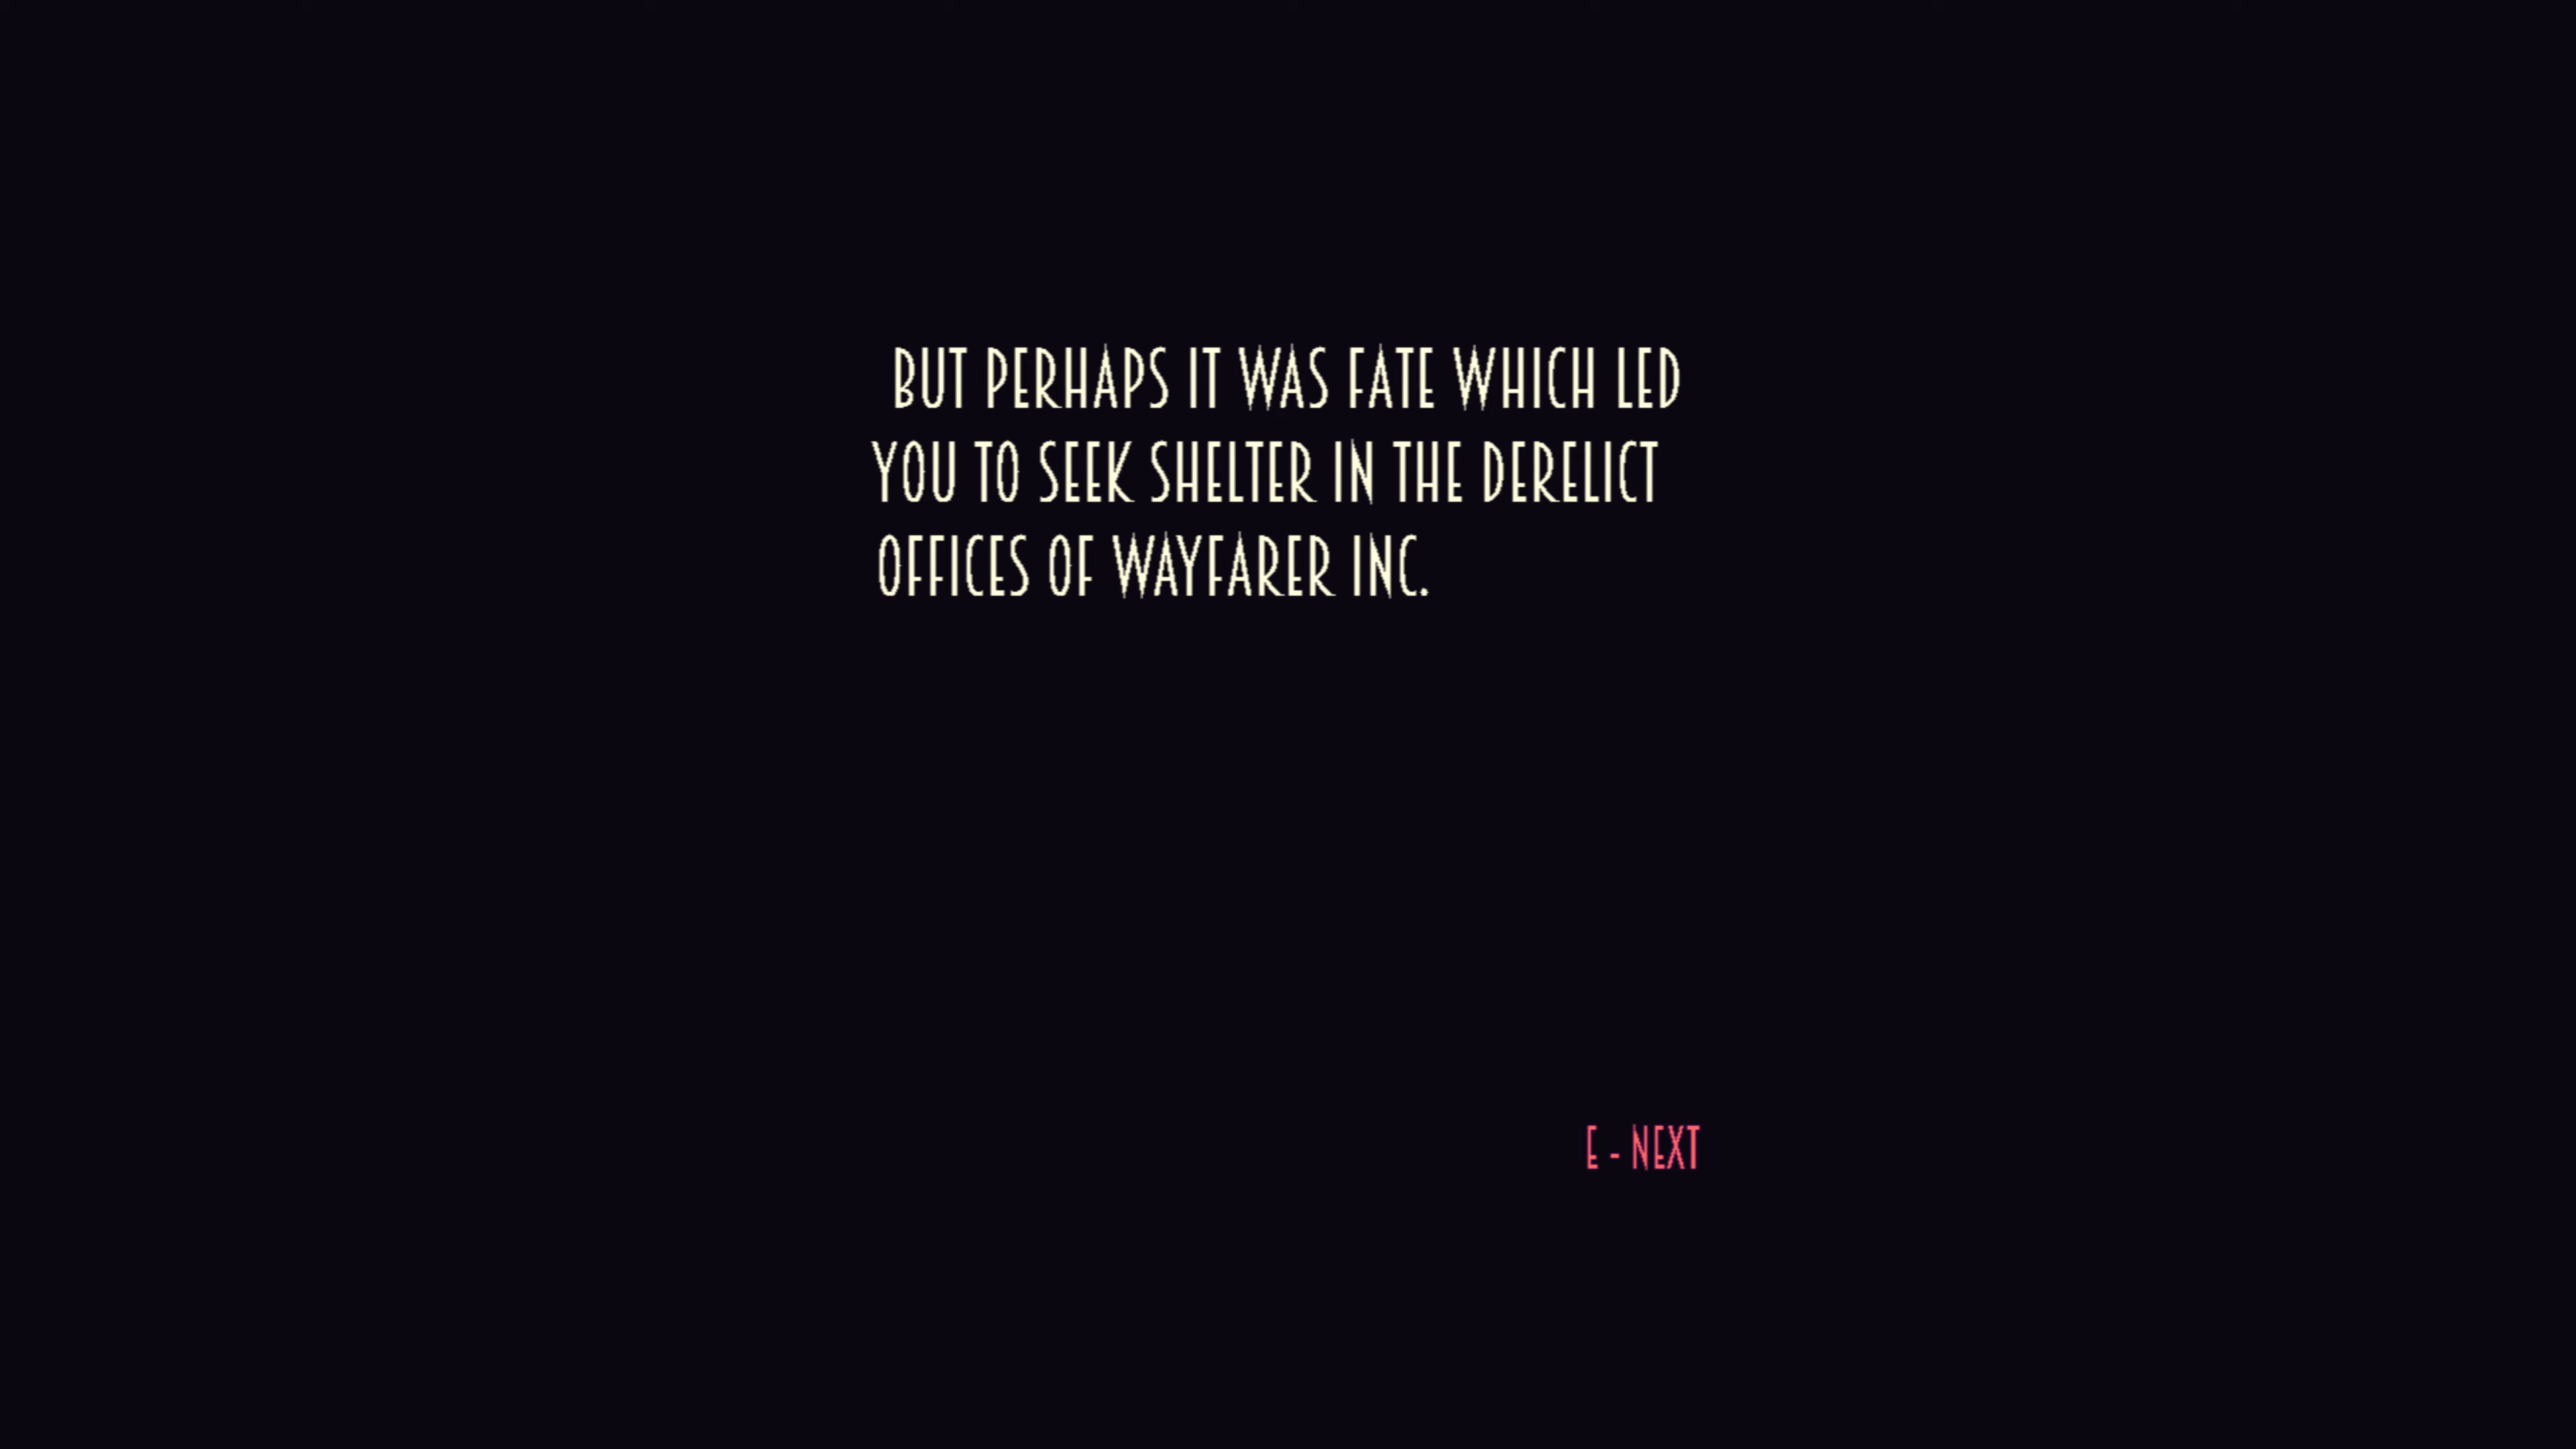 BUT PERHAPS IT WAS FATE WHICH LED
YOU TO SEEK SHELTER IN THE DERELICT
OFFICES OF WAYFARER INC.
E - NEXT